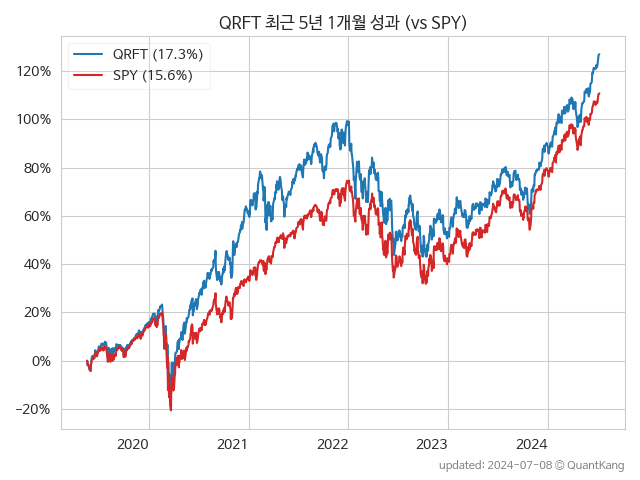 QRFT 최근 5년 1개월 성과 (vs SPY)
QRFT (17.3%)
SPY (15.6%)
120%
100%
80%
60%
40%
20%
0%
−20%
2020 2021 2022 2023 2024
updated: 2024-07-08 © QuantKang